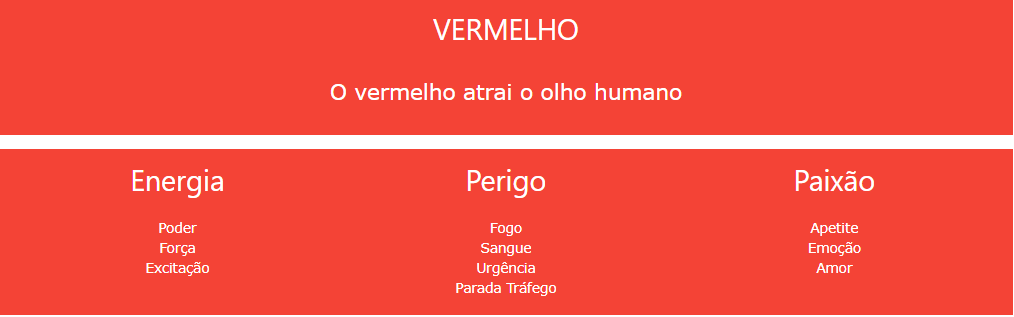 VERMELHO
O vermelho atrai o olho humano
Energia
Poder
Força
Excitação
Perigo
Fogo
Sangue
Urgência
Parada Tráfego
Paixão
Apetite
Emoção
Amor